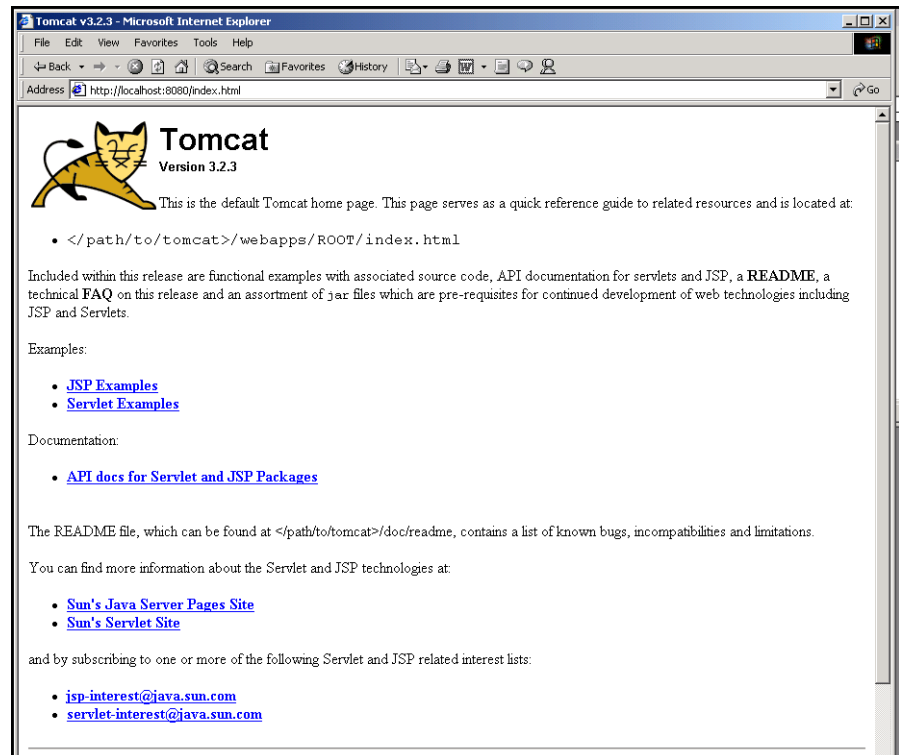 Tomcat v3.2.3 - Microsoft Internet Explorer
File Edit View Favorites Tools Help
Back Search Favorites History
Address http://localhost:8080/index.html Go
Tomcat
Version 3.2.3
This is the default Tomcat home page. This page serves as a quick reference guide to related resources and is located at:
• </path/to/tomcat>/webapps/ROOT/index.html
Included within this release are functional examples with associated source code, API documentation for servlets and JSP, a README, a
technical FAQ on this release and an assortment of jar files which are pre-requisites for continued development of web technologies including
JSP and Servlets.
Examples:
• JSP Examples
• Servlet Examples
Documentation:
• API docs for Servlet and JSP Packages
The README file, which can be found at </path/to/tomcat>/doc/readme, contains a list of known bugs, incompatibilities and limitations.
You can find more information about the Servlet and JSP technologies at:
• Sun's Java Server Pages Site
• Sun's Servlet Site
and by subscribing to one or more of the following Servlet and JSP related interest lists:
• jsp-interest@java.sun.com
• servlet-interest@java.sun.com